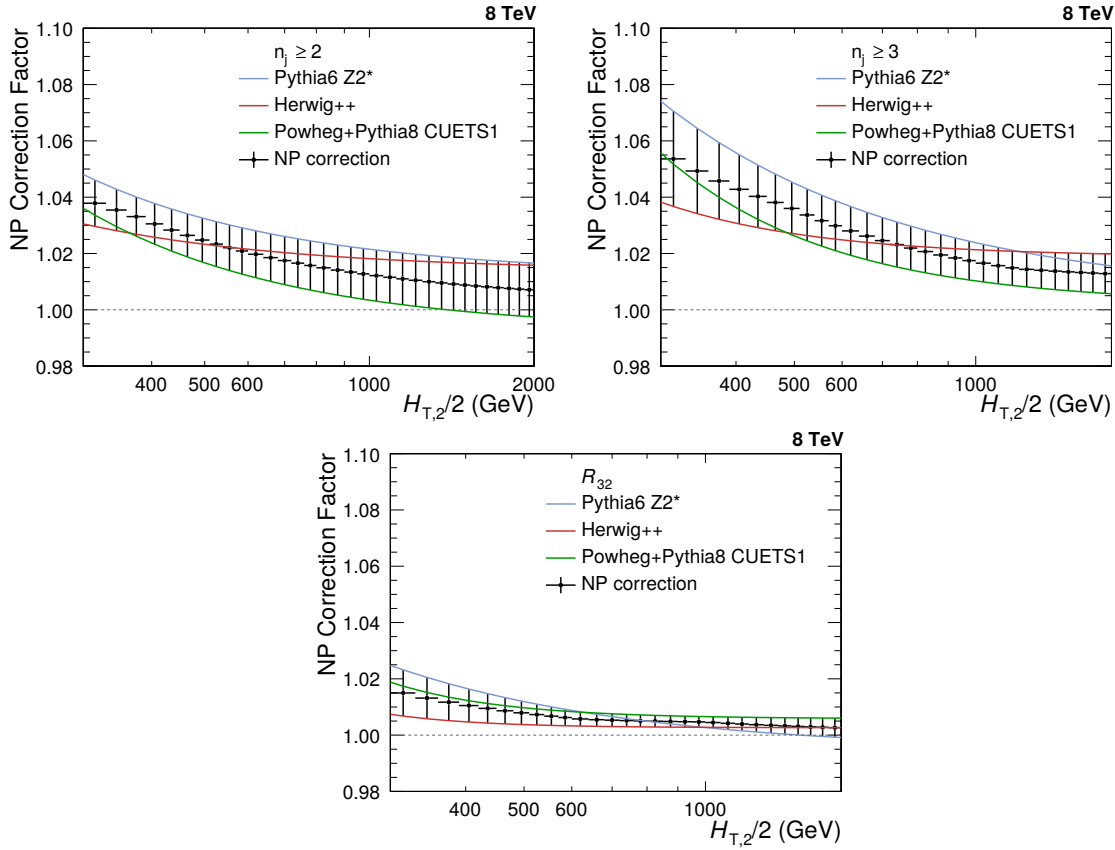 8 TeV
NP Correction Factor
1.10
1.08
1.06
1.04
1.02
1.00
0.98
n_j ≥ 2
Pythia6 Z2*
Herwig++
Powheg+Pythia8 CUETS1
NP correction
400 500 600 1000 2000
H_T,2/2 (GeV)
8 TeV
NP Correction Factor
1.10
1.08
1.06
1.04
1.02
1.00
0.98
n_j ≥ 3
Pythia6 Z2*
Herwig++
Powheg+Pythia8 CUETS1
NP correction
400 500 600 1000
H_T,2/2 (GeV)
8 TeV
NP Correction Factor
1.10
1.08
1.06
1.04
1.02
1.00
0.98
R_32
Pythia6 Z2*
Herwig++
Powheg+Pythia8 CUETS1
NP correction
400 500 600 1000
H_T,2/2 (GeV)